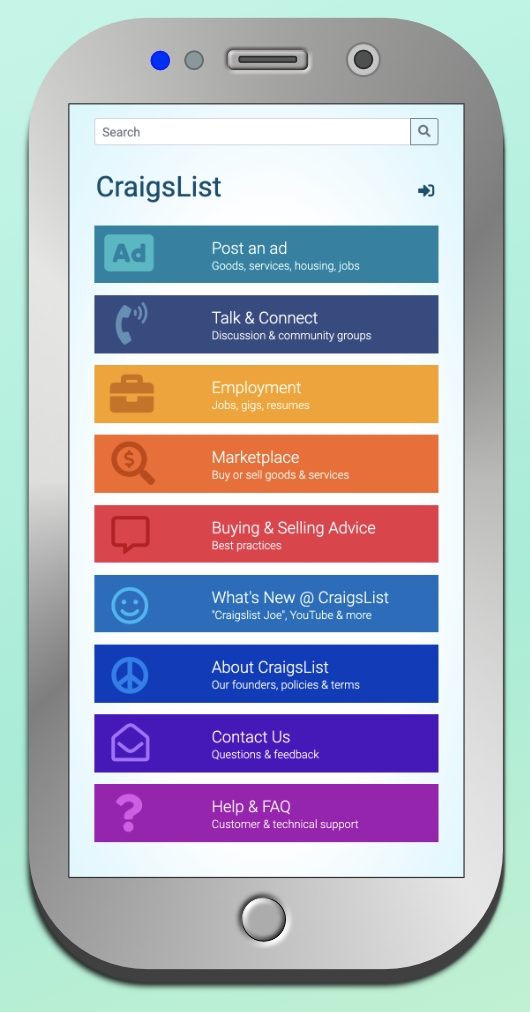 Search
CraigsList
Ad
Post an ad
Goods, services, housing, jobs
Talk & Connect
Discussion & community groups
Employment
Jobs, gigs, resumes
$
Marketplace
Buy or sell goods & services
Buying & Selling Advice
Best practices
What's New @ CraigsList
"Craigslist Joe", YouTube & more
About CraigsList
Our founders, policies & terms
Contact Us
Questions & feedback
?
Help & FAQ
Customer & technical support